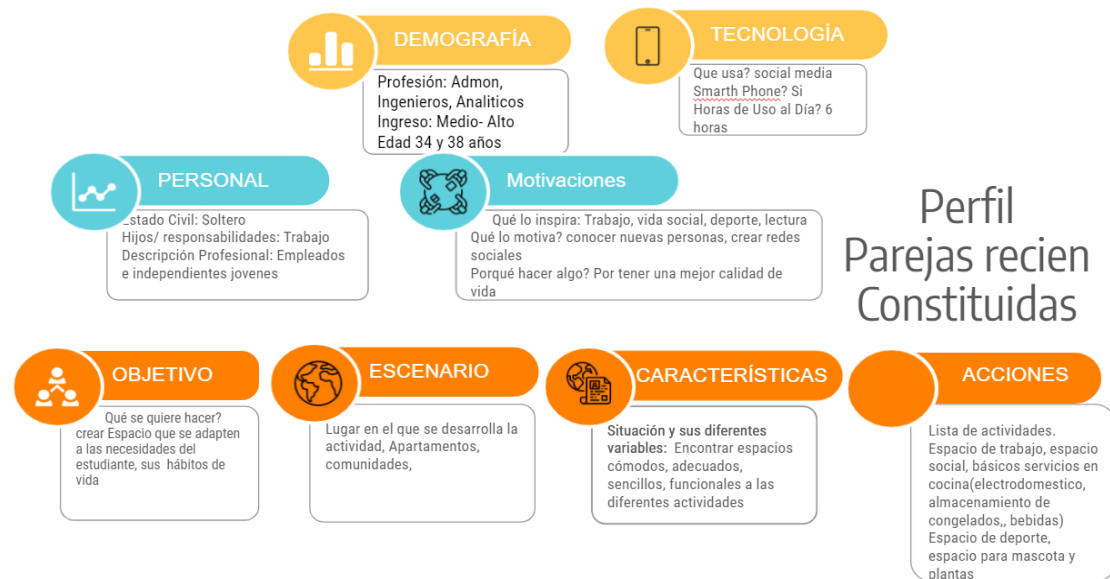 DEMOGRAFÍA
Profesión: Admon,
Ingenieros, Analiticos
Ingreso: Medio- Alto
Edad 34 y 38 años
TECNOLOGÍA
Que usa? social media
Smarth Phone? Si
Horas de Uso al Día? 6
horas
PERSONAL
Estado Civil: Soltero
Hijos/ responsabilidades: Trabajo
Descripción Profesional: Empleados
e independientes jovenes
Motivaciones
Qué lo inspira: Trabajo, vida social, deporte, lectura
Qué lo motiva? conocer nuevas personas, crear redes
sociales
Porqué hacer algo? Por tener una mejor calidad de
vida
Perfil
Parejas recien
Constituidas
OBJETIVO
Qué se quiere hacer?
crear Espacio que se adapten
a las necesidades del
estudiante, sus hábitos de
vida
ESCENARIO
Lugar en el que se desarrolla la
actividad, Apartamentos,
comunidades,
CARACTERÍSTICAS
Situación y sus diferentes
variables: Encontrar espacios
cómodos, adecuados,
sencillos, funcionales a las
diferentes actividades
ACCIONES
Lista de actividades.
Espacio de trabajo, espacio
social, básicos servicios en
cocina(electrodomestico,
almacenamiento de
congelados,, bebidas)
Espacio de deporte,
espacio para mascota y
plantas